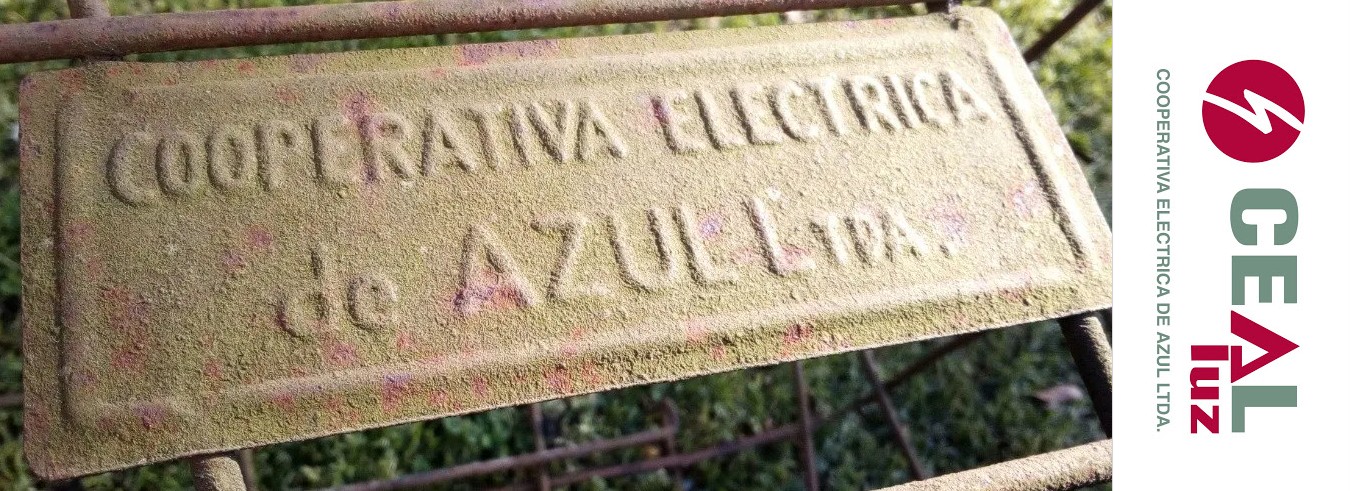 COOPERATIVA ELECTRICA
de AZUL LTDA.
CEAL
luz
COOPERATIVA ELECTRICA DE AZUL LTDA.